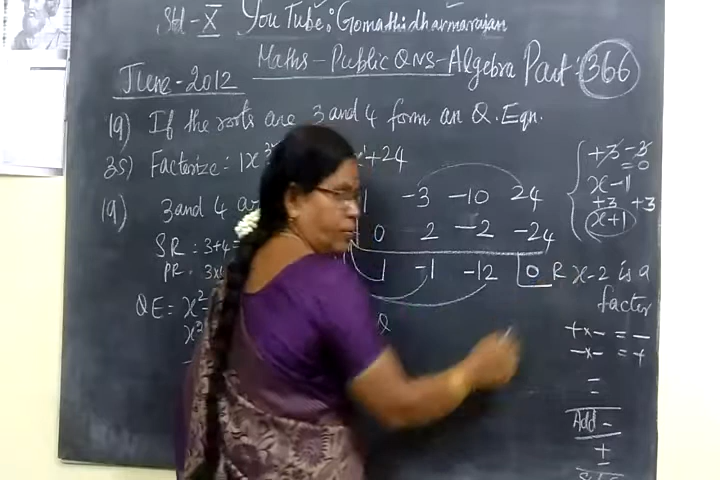 Std - X YouTube: Gomathidharmarajan
Maths - Public QNS - Algebra Part: 366
June - 2012
19) If the roots are 3 and 4 form an Q. Eqn.
35) Factorize: 1x³ +24
19) 3 and 4 1 -3 -10 24
SR: 3+4= 0 2 -2 -24
PR: 3x 1 -1 -12 0 R x-2 is a factor
QE = x²
+3 -3
=0
x-1
+3 +3
x+1
+x- = -
-x- = +
=
Add -
+
=